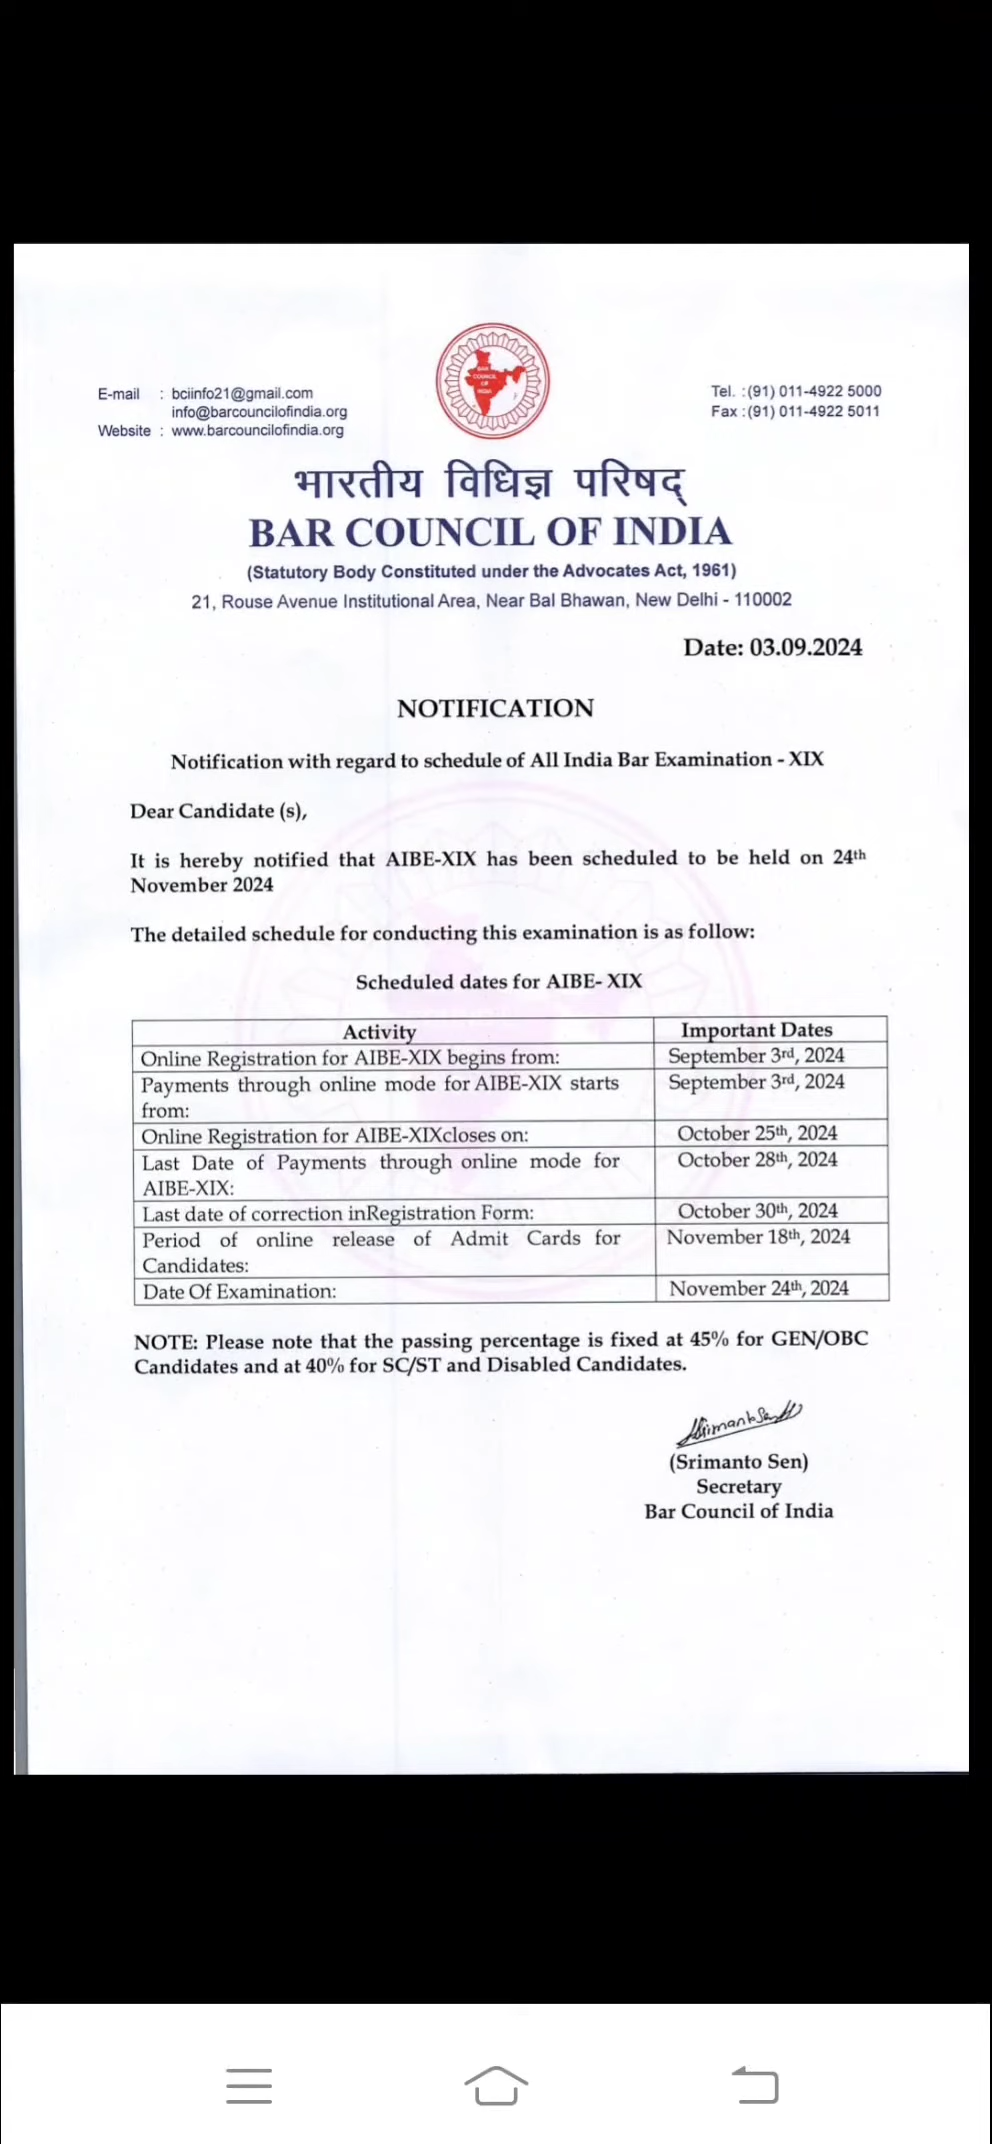 E-mail : bciinfo21@gmail.com
info@barcouncilofindia.org
Website : www.barcouncilofindia.org
BAR COUNCIL OF INDIA
Tel. :(91) 011-4922 5000
Fax :(91) 011-4922 5011
भारतीय विधिज्ञ परिषद्
BAR COUNCIL OF INDIA
(Statutory Body Constituted under the Advocates Act, 1961)
21, Rouse Avenue Institutional Area, Near Bal Bhawan, New Delhi - 110002
Date: 03.09.2024
NOTIFICATION
Notification with regard to schedule of All India Bar Examination - XIX
Dear Candidate (s),
It is hereby notified that AIBE-XIX has been scheduled to be held on 24th
November 2024
The detailed schedule for conducting this examination is as follow:
Scheduled dates for AIBE- XIX
Activity Important Dates
Online Registration for AIBE-XIX begins from: September 3rd, 2024
Payments through online mode for AIBE-XIX starts September 3rd, 2024
from:
Online Registration for AIBE-XIXcloses on: October 25th, 2024
Last Date of Payments through online mode for October 28th, 2024
AIBE-XIX:
Last date of correction inRegistration Form: October 30th, 2024
Period of online release of Admit Cards for November 18th, 2024
Candidates:
Date Of Examination: November 24th, 2024
NOTE: Please note that the passing percentage is fixed at 45% for GEN/OBC
Candidates and at 40% for SC/ST and Disabled Candidates.
Srimanto Sen
(Srimanto Sen)
Secretary
Bar Council of India